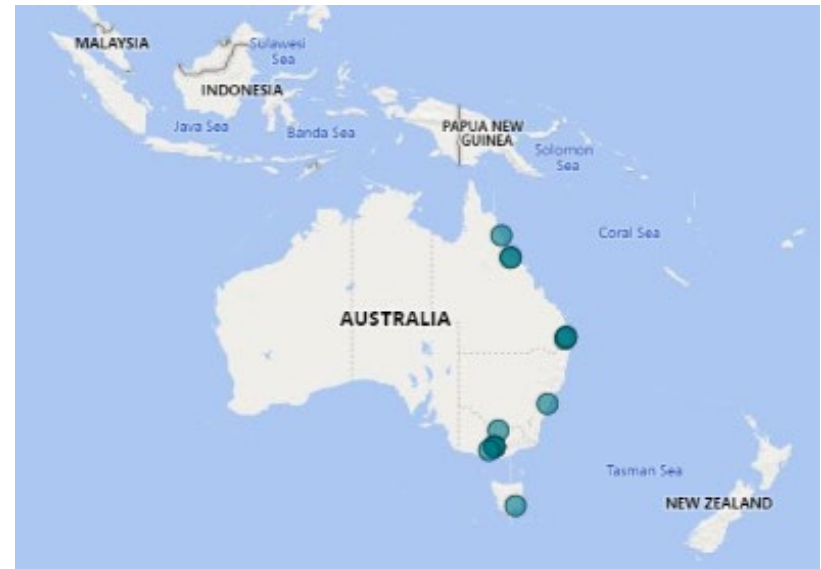 MALAYSIA
Sulawesi
Sea
INDONESIA
Java Sea
Banda Sea
PAPUA NEW
GUINEA
Solomon
Sea
Coral Sea
AUSTRALIA
Tasman Sea
NEW ZEALAND